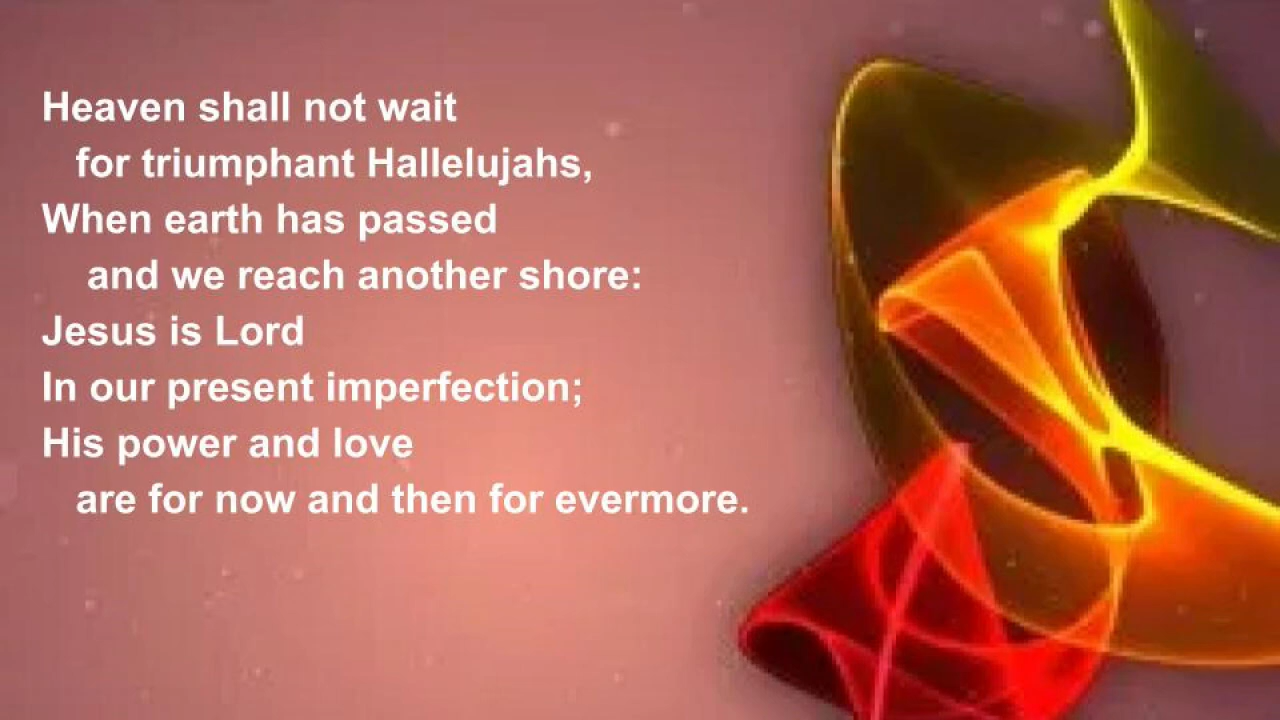 Heaven shall not wait
for triumphant Hallelujahs,
When earth has passed
and we reach another shore:
Jesus is Lord
In our present imperfection;
His power and love
are for now and then for evermore.